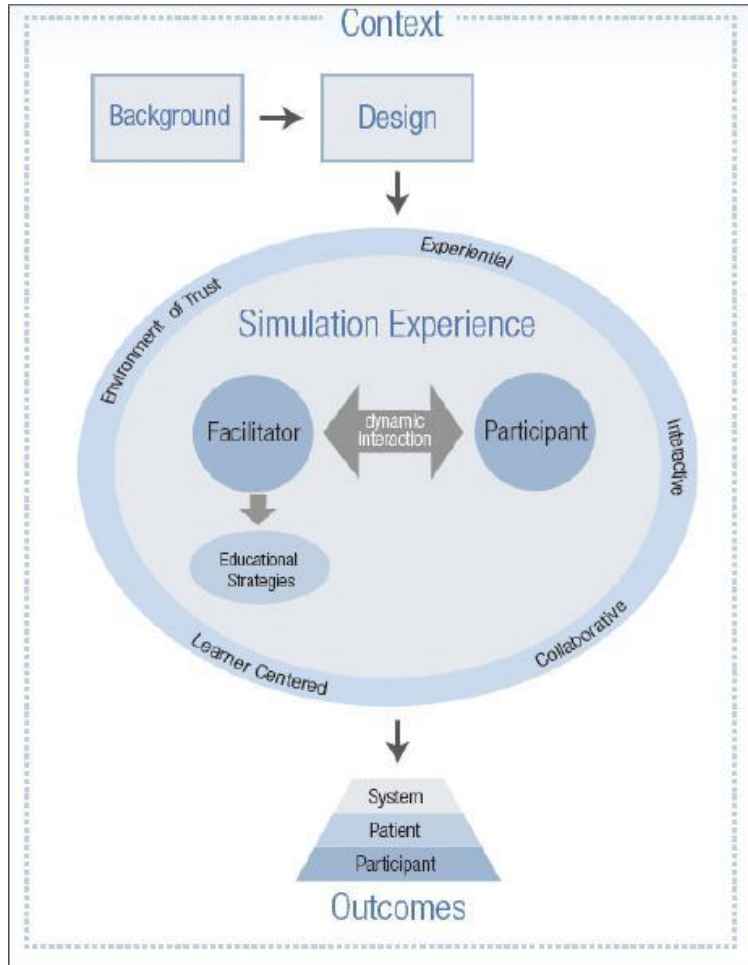 Context
Background
Design
Experiential
Environment of Trust
Simulation Experience
Facilitator
dynamic
interaction
Participant
Interactive
Educational
Strategies
Learner Centered
Collaborative
System
Patient
Participant
Outcomes